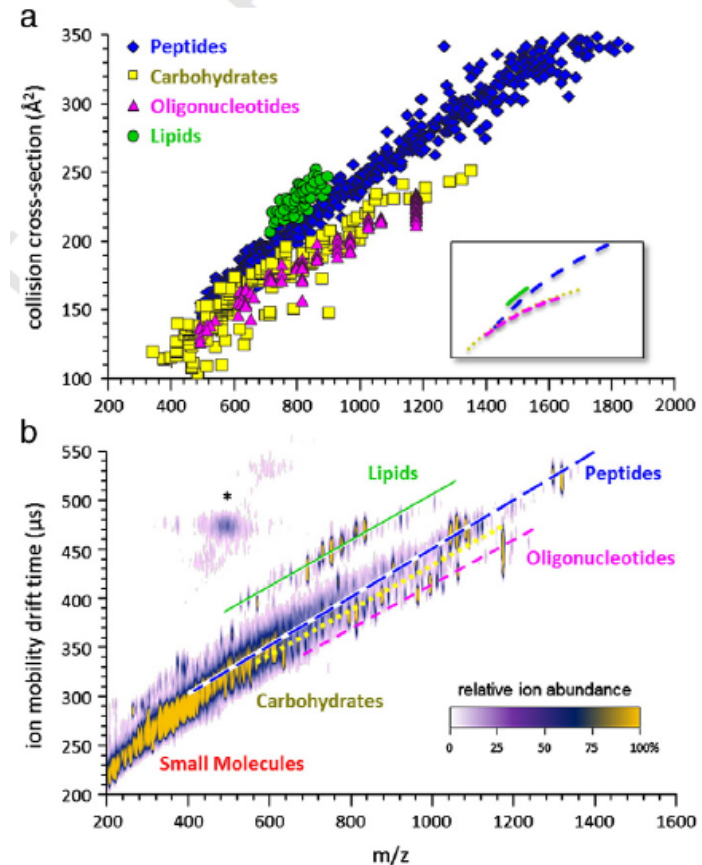 a
350
300
250
200
150
100
collision cross-section (Å²)
Peptides
Carbohydrates
Oligonucleotides
Lipids
200 400 600 800 1000 1200 1400 1600 1800 2000
b
550
500
450
400
350
300
250
200
ion mobility drift time (µs)
*
Lipids
Peptides
Oligonucleotides
Carbohydrates
Small Molecules
relative ion abundance
0 25 50 75 100%
200 400 600 800 1000 1200 1400 1600
m/z